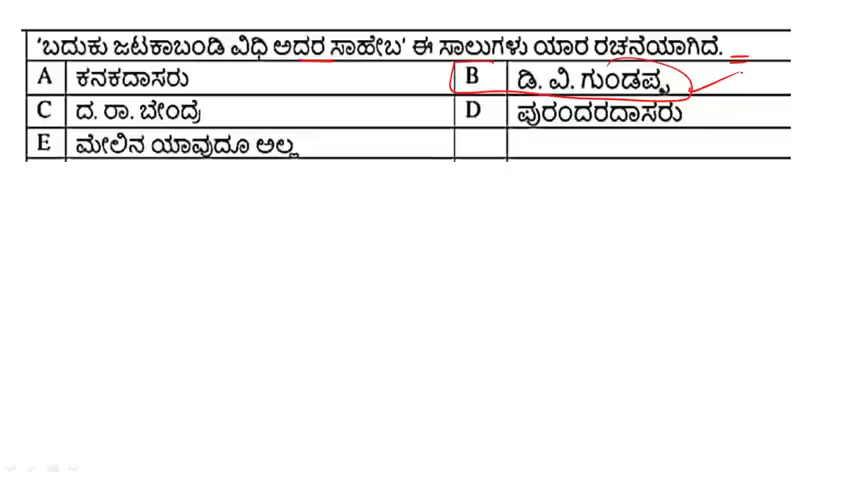 'ಬದುಕು ಜಟಕಾಬಂಡಿ ವಿಧಿ ಅದರ ಸಾಹೇಬ' ಈ ಸಾಲುಗಳು ಯಾರ ರಚನೆಯಾಗಿದೆ.
A ಕನಕದಾಸರು B ಡಿ. ವಿ. ಗುಂಡಪ್ಪ
C ದ. ರಾ. ಬೇಂದ್ರೆ D ಪುರಂದರದಾಸರು
E ಮೇಲಿನ ಯಾವುದೂ ಅಲ್ಲ